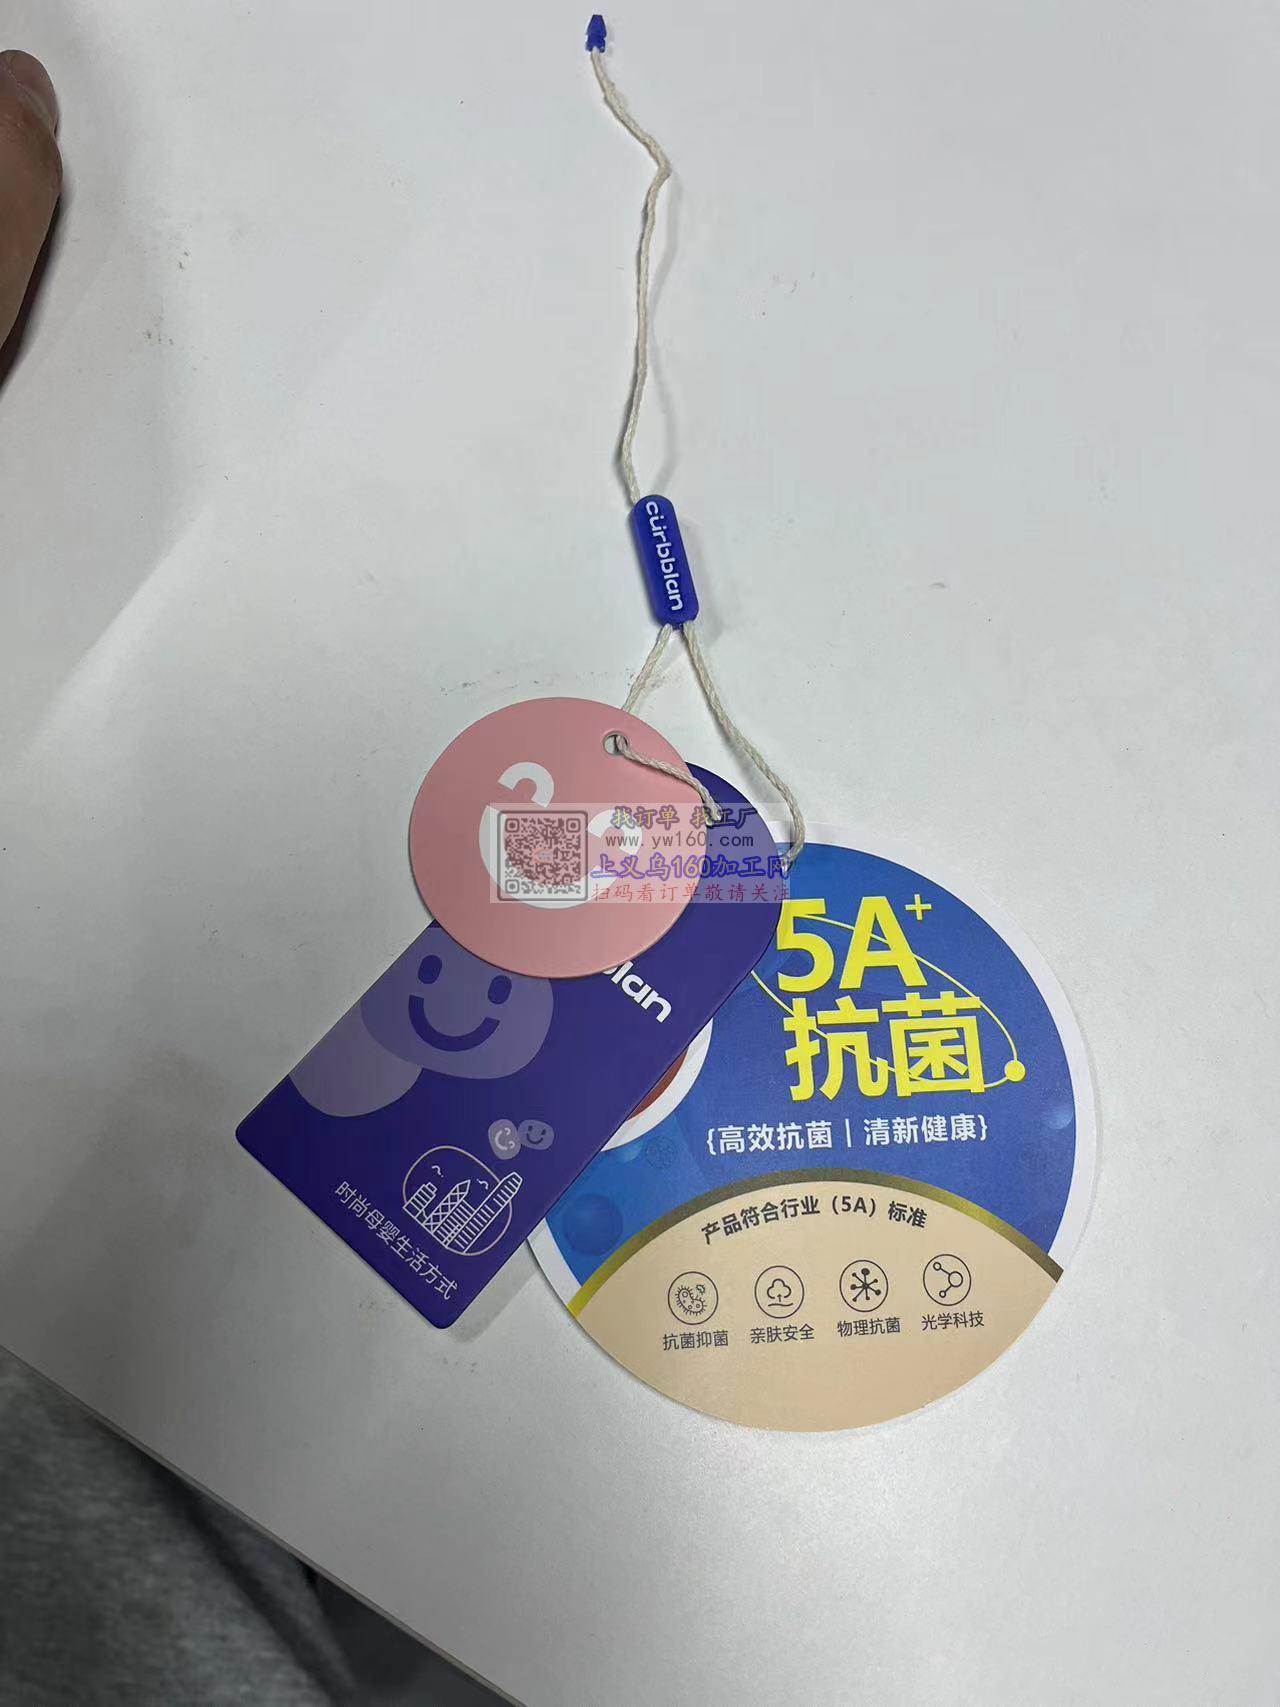 curbblan
找订单 找工厂
www.yw160.com
上义乌160加工网
扫码看订单敬请关注
blan
时尚母婴生活方式
5A+
抗菌
{高效抗菌｜清新健康}
产品符合行业（5A）标准
抗菌抑菌 亲肤安全 物理抗菌 光学科技